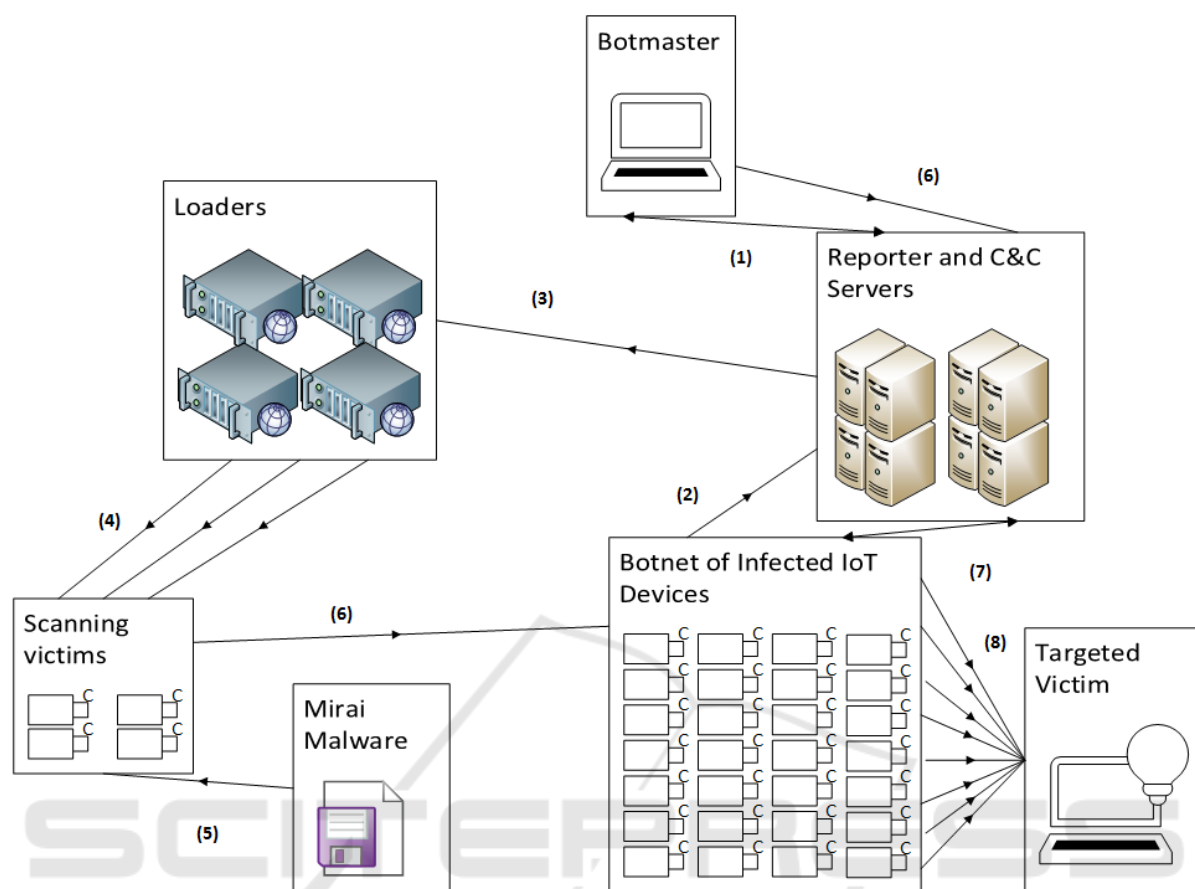 Botmaster
(6)
Loaders
(1)
Reporter and C&C
Servers
(3)
(4)
(2)
Botnet of Infected IoT
Devices
(7)
Scanning
victims
(6)
(8)
Targeted
Victim
C C C C
C C
C C
Mirai
Malware
C C C C
C C C C
C C C C
C C C C
C C C C
C C C C
(5)
SCITEPRESS